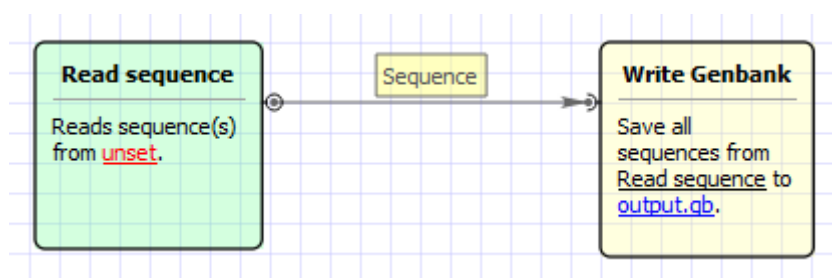 Read sequence
Reads sequence(s)
from unset.
Sequence
Write Genbank
Save all
sequences from
Read sequence to
output.gb.